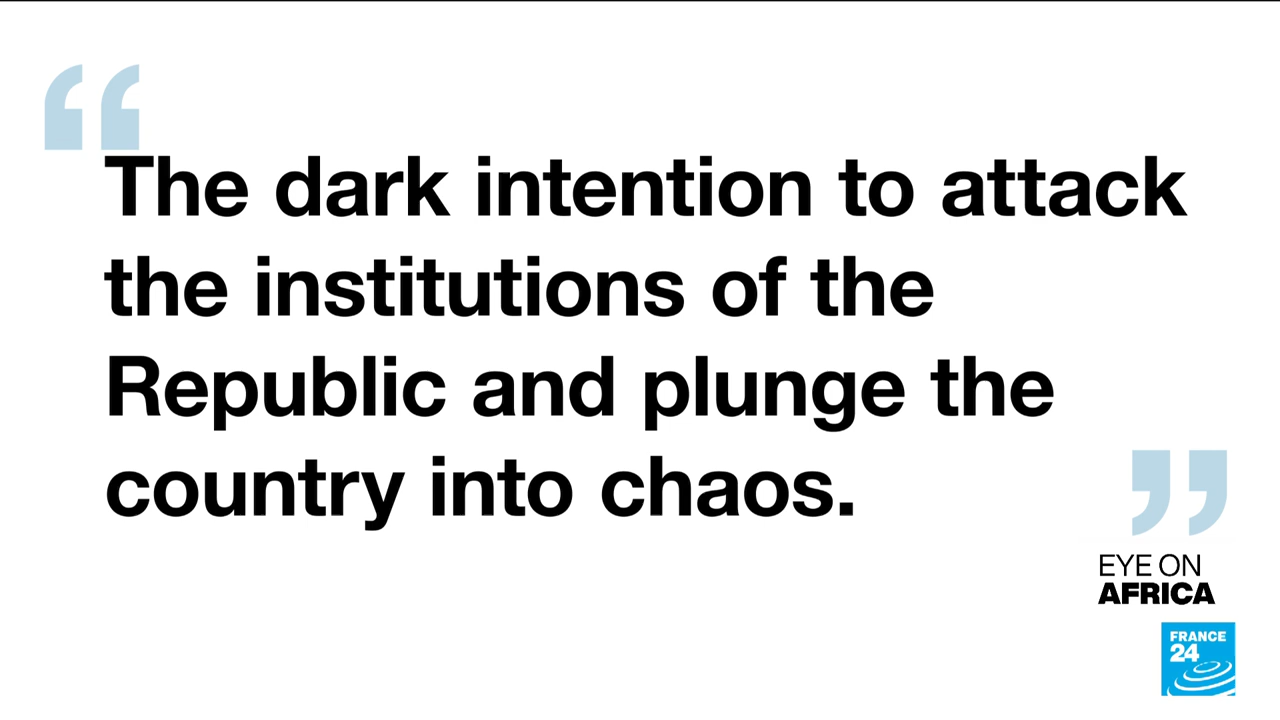 “
The dark intention to attack
the institutions of the
Republic and plunge the
country into chaos.
”
EYE ON
AFRICA
FRANCE
24